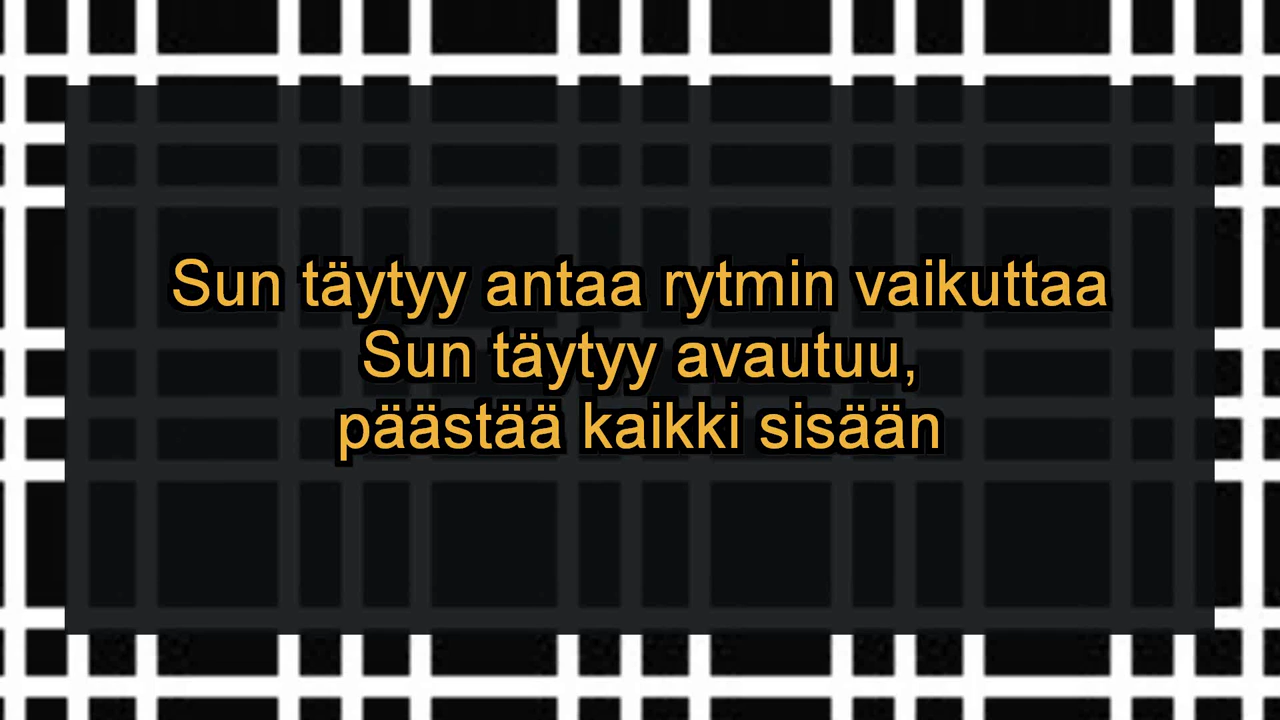 Sun täytyy antaa rytmin vaikuttaa
Sun täytyy avautuu,
päästää kaikki sisään